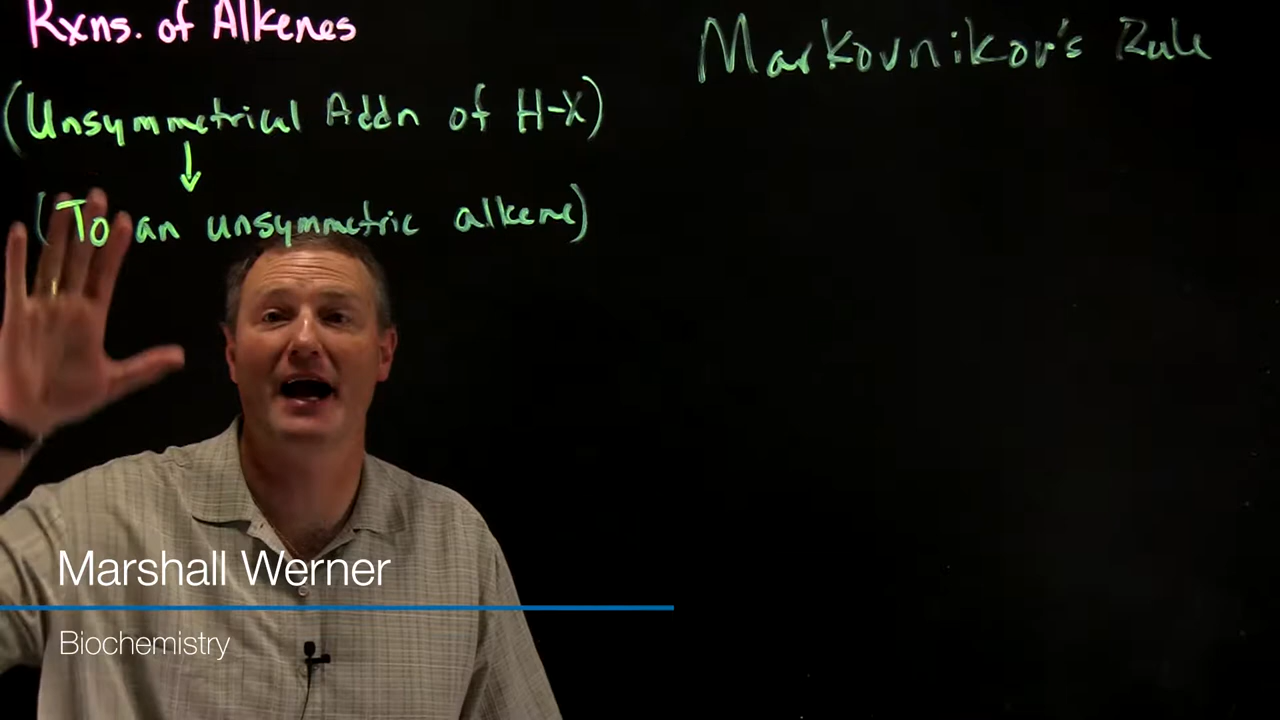 Rxns. of Alkenes
Markovnikov's Rule
(Unsymmetrical Addn of H-X)
(To an unsymmetric alkene)
Marshall Werner
Biochemistry